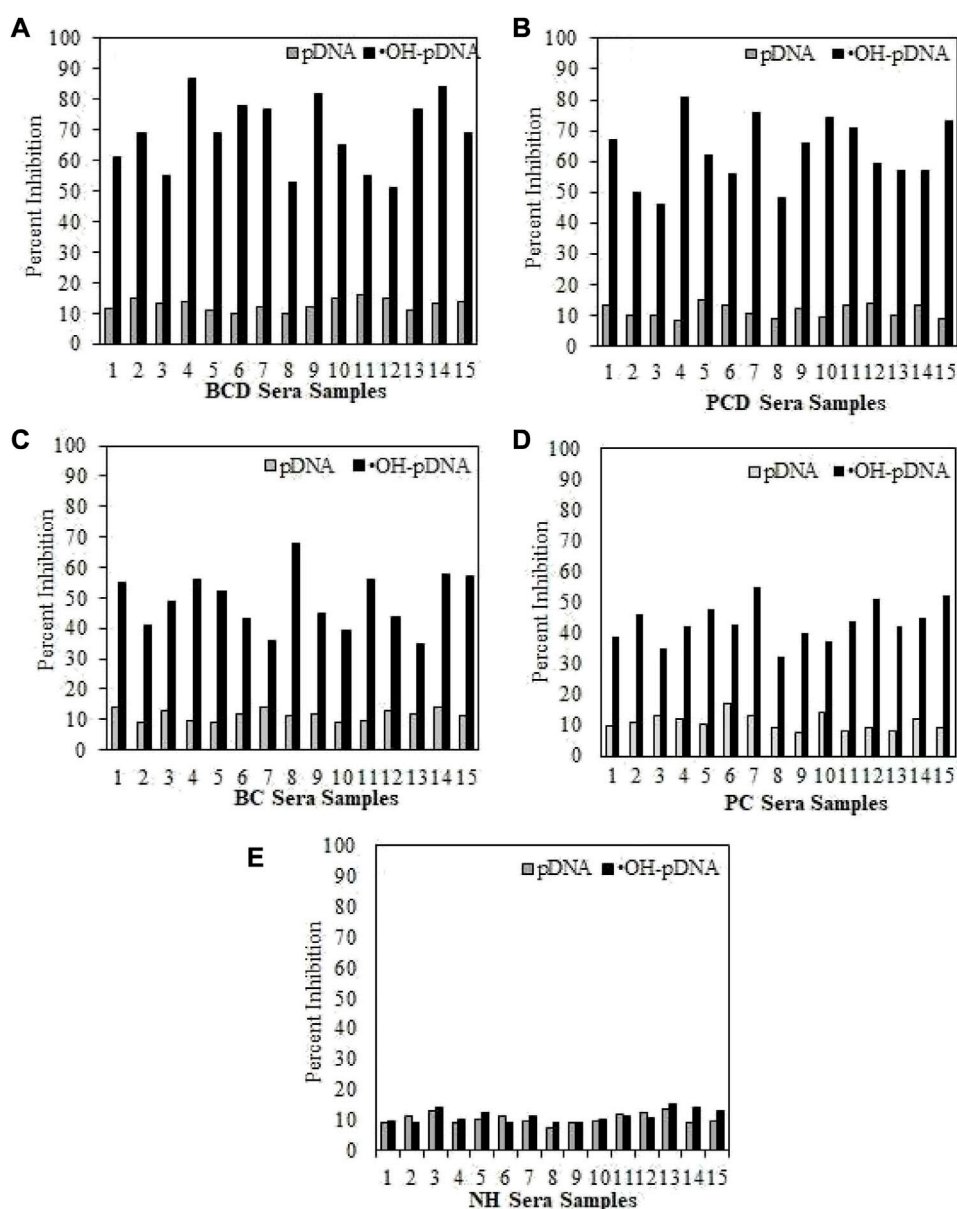 A
100
90
80
70
60
50
40
30
20
10
0
Percent Inhibition
pDNA •OH-pDNA
1 2 3 4 5 6 7 8 9 10 11 12 13 14 15
BCD Sera Samples
B
100
90
80
70
60
50
40
30
20
10
0
Percent Inhibition
pDNA •OH-pDNA
1 2 3 4 5 6 7 8 9 10 11 12 13 14 15
PCD Sera Samples
C
100
90
80
70
60
50
40
30
20
10
0
Percent Inhibition
pDNA •OH-pDNA
1 2 3 4 5 6 7 8 9 10 11 12 13 14 15
BC Sera Samples
D
100
90
80
70
60
50
40
30
20
10
0
Percent Inhibition
pDNA •OH-pDNA
1 2 3 4 5 6 7 8 9 10 11 12 13 14 15
PC Sera Samples
E
100
90
80
70
60
50
40
30
20
10
0
Percent Inhibition
pDNA •OH-pDNA
1 2 3 4 5 6 7 8 9 10 11 12 13 14 15
NH Sera Samples